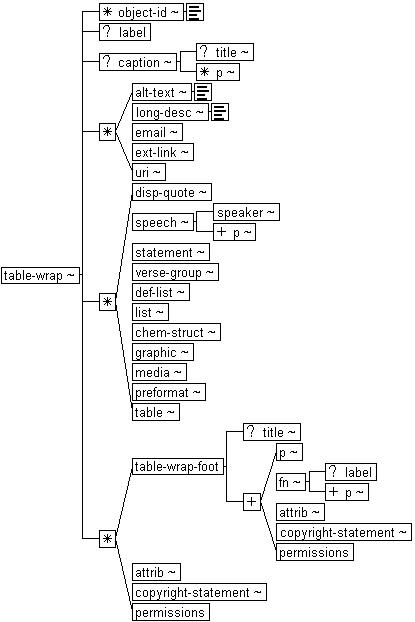 * object-id ~
? label
? caption ~
? title ~
* p ~
alt-text ~
long-desc ~
* email ~
ext-link ~
uri ~
disp-quote ~
speech ~
speaker ~
+ p ~
statement ~
verse-group ~
table-wrap ~
def-list ~
*
list ~
chem-struct ~
graphic ~
media ~
preformat ~
table ~
? title ~
p ~
table-wrap-foot
? label
fn ~
+ p ~
+
attrib ~
copyright-statement ~
*
permissions
attrib ~
copyright-statement ~
permissions